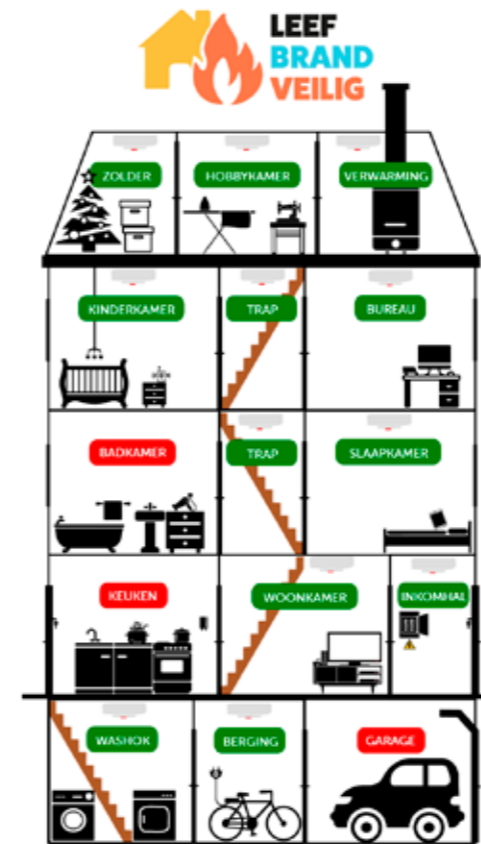 LEEF
BRAND
VEILIG
ZOLDER
HOBBYKAMER
VERWARMING
KINDERKAMER
TRAP
BUREAU
BADKAMER
TRAP
SLAAPKAMER
KEUKEN
WOONKAMER
INKOMHAL
WASHOK
BERGING
GARAGE